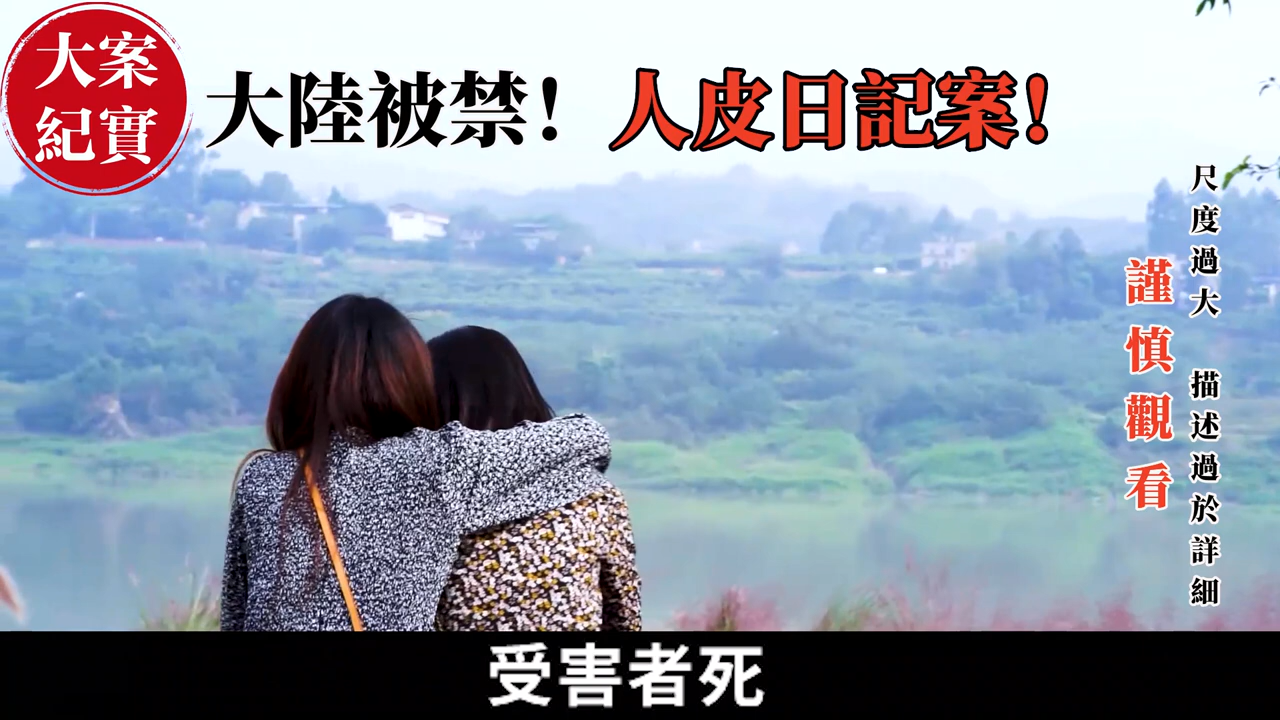 大案
紀實
大陸被禁！人皮日記案！
尺度過大 描述過於詳細
謹慎觀看
受害者死